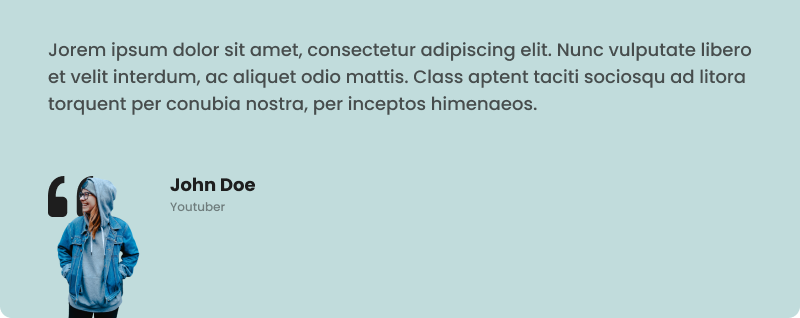 Jorem ipsum dolor sit amet, consectetur adipiscing elit. Nunc vulputate libero
et velit interdum, ac aliquet odio mattis. Class aptent taciti sociosqu ad litora
torquent per conubia nostra, per inceptos himenaeos.
John Doe
Youtuber